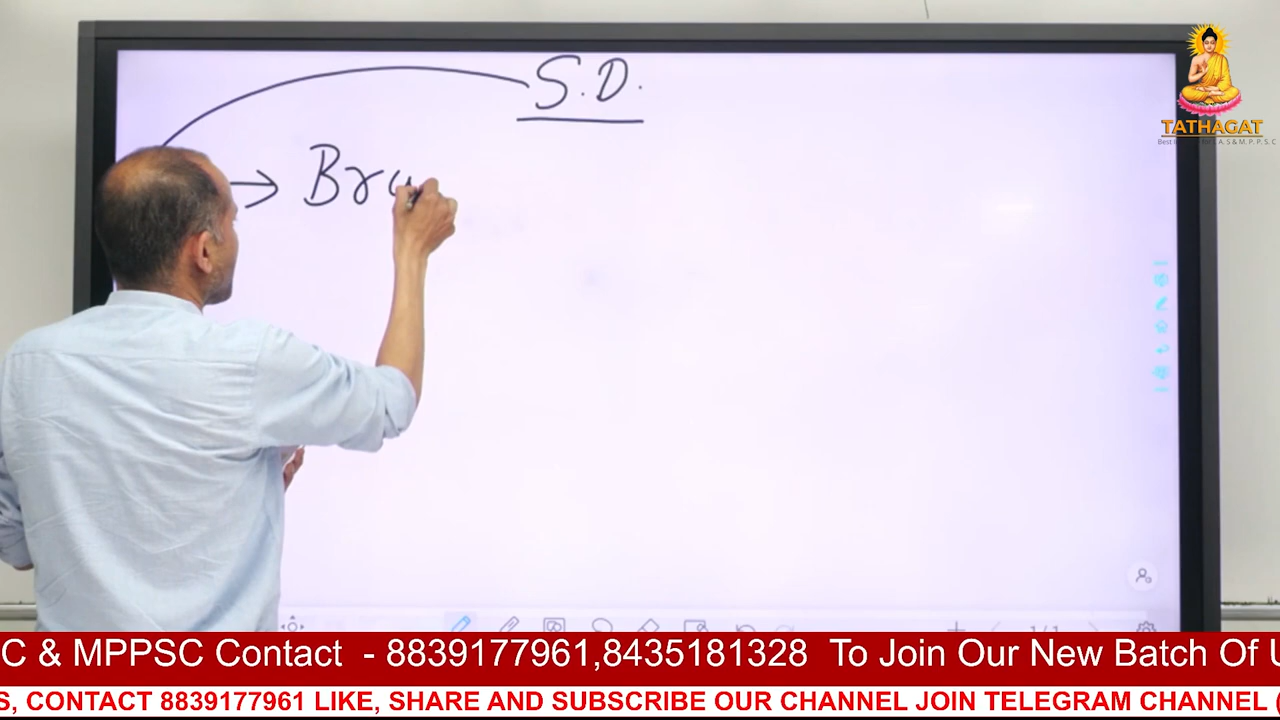 S.D.
→ Bru
TATHAGAT
C & MPPSC Contact - 8839177961,8435181328 To Join Our New Batch Of U
S, CONTACT 8839177961 LIKE, SHARE AND SUBSCRIBE OUR CHANNEL JOIN TELEGRAM CHANNEL (